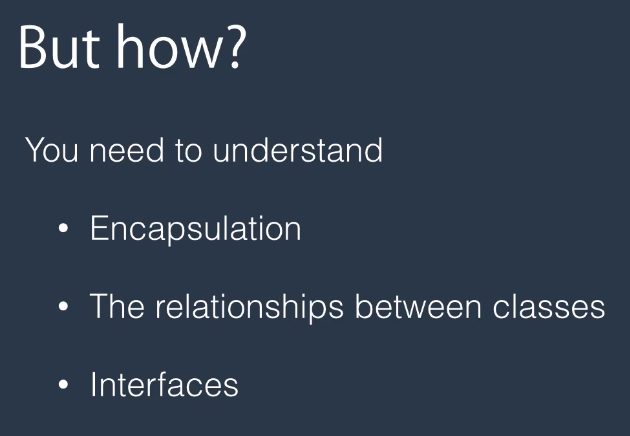 But how?
You need to understand
• Encapsulation
• The relationships between classes
• Interfaces